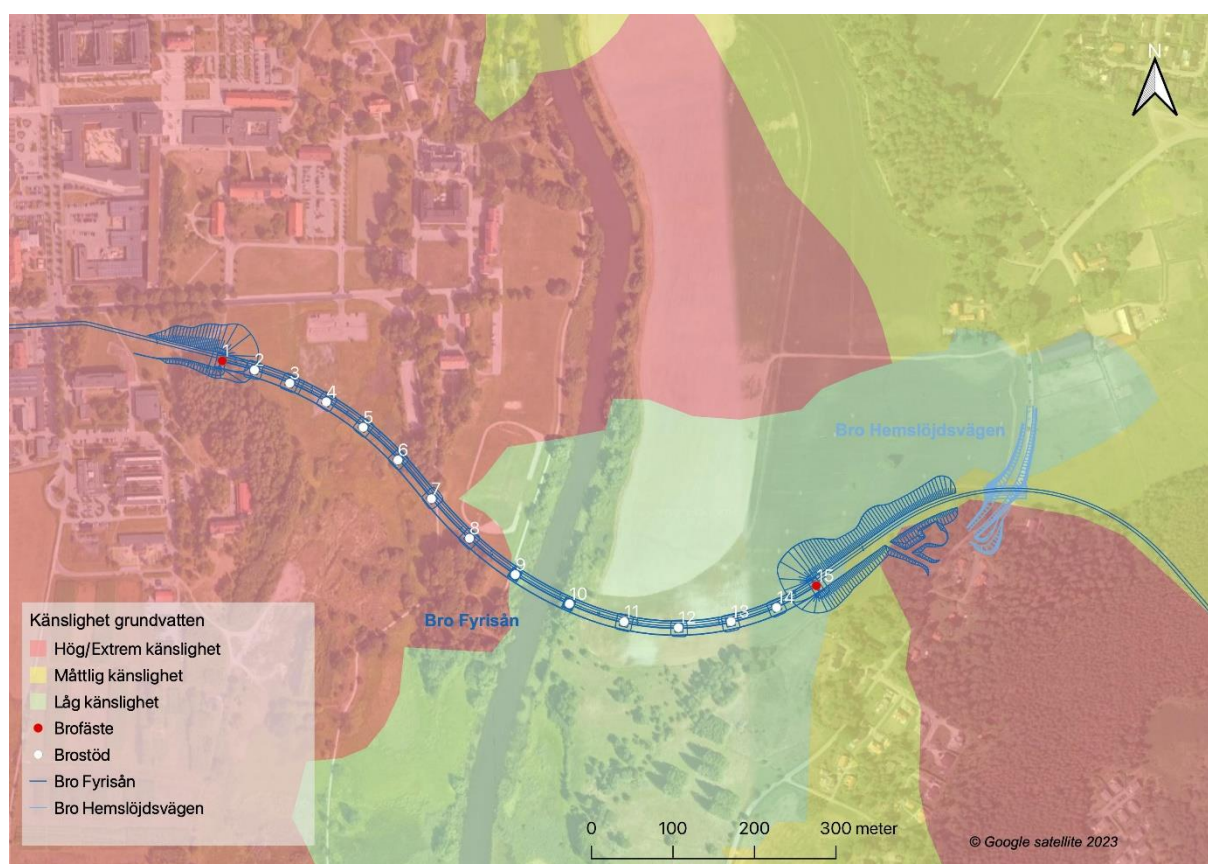 N
1
2
3
4
5
6
7
8
9
10
11
12
13
14
15
Bro Hemslöjdsvägen
Bro Fyrisån
Känslighet grundvatten
Hög/Extrem känslighet
Måttlig känslighet
Låg känslighet
Brofäste
Brostöd
Bro Fyrisån
Bro Hemslöjdsvägen
0 100 200 300 meter
© Google satellite 2023